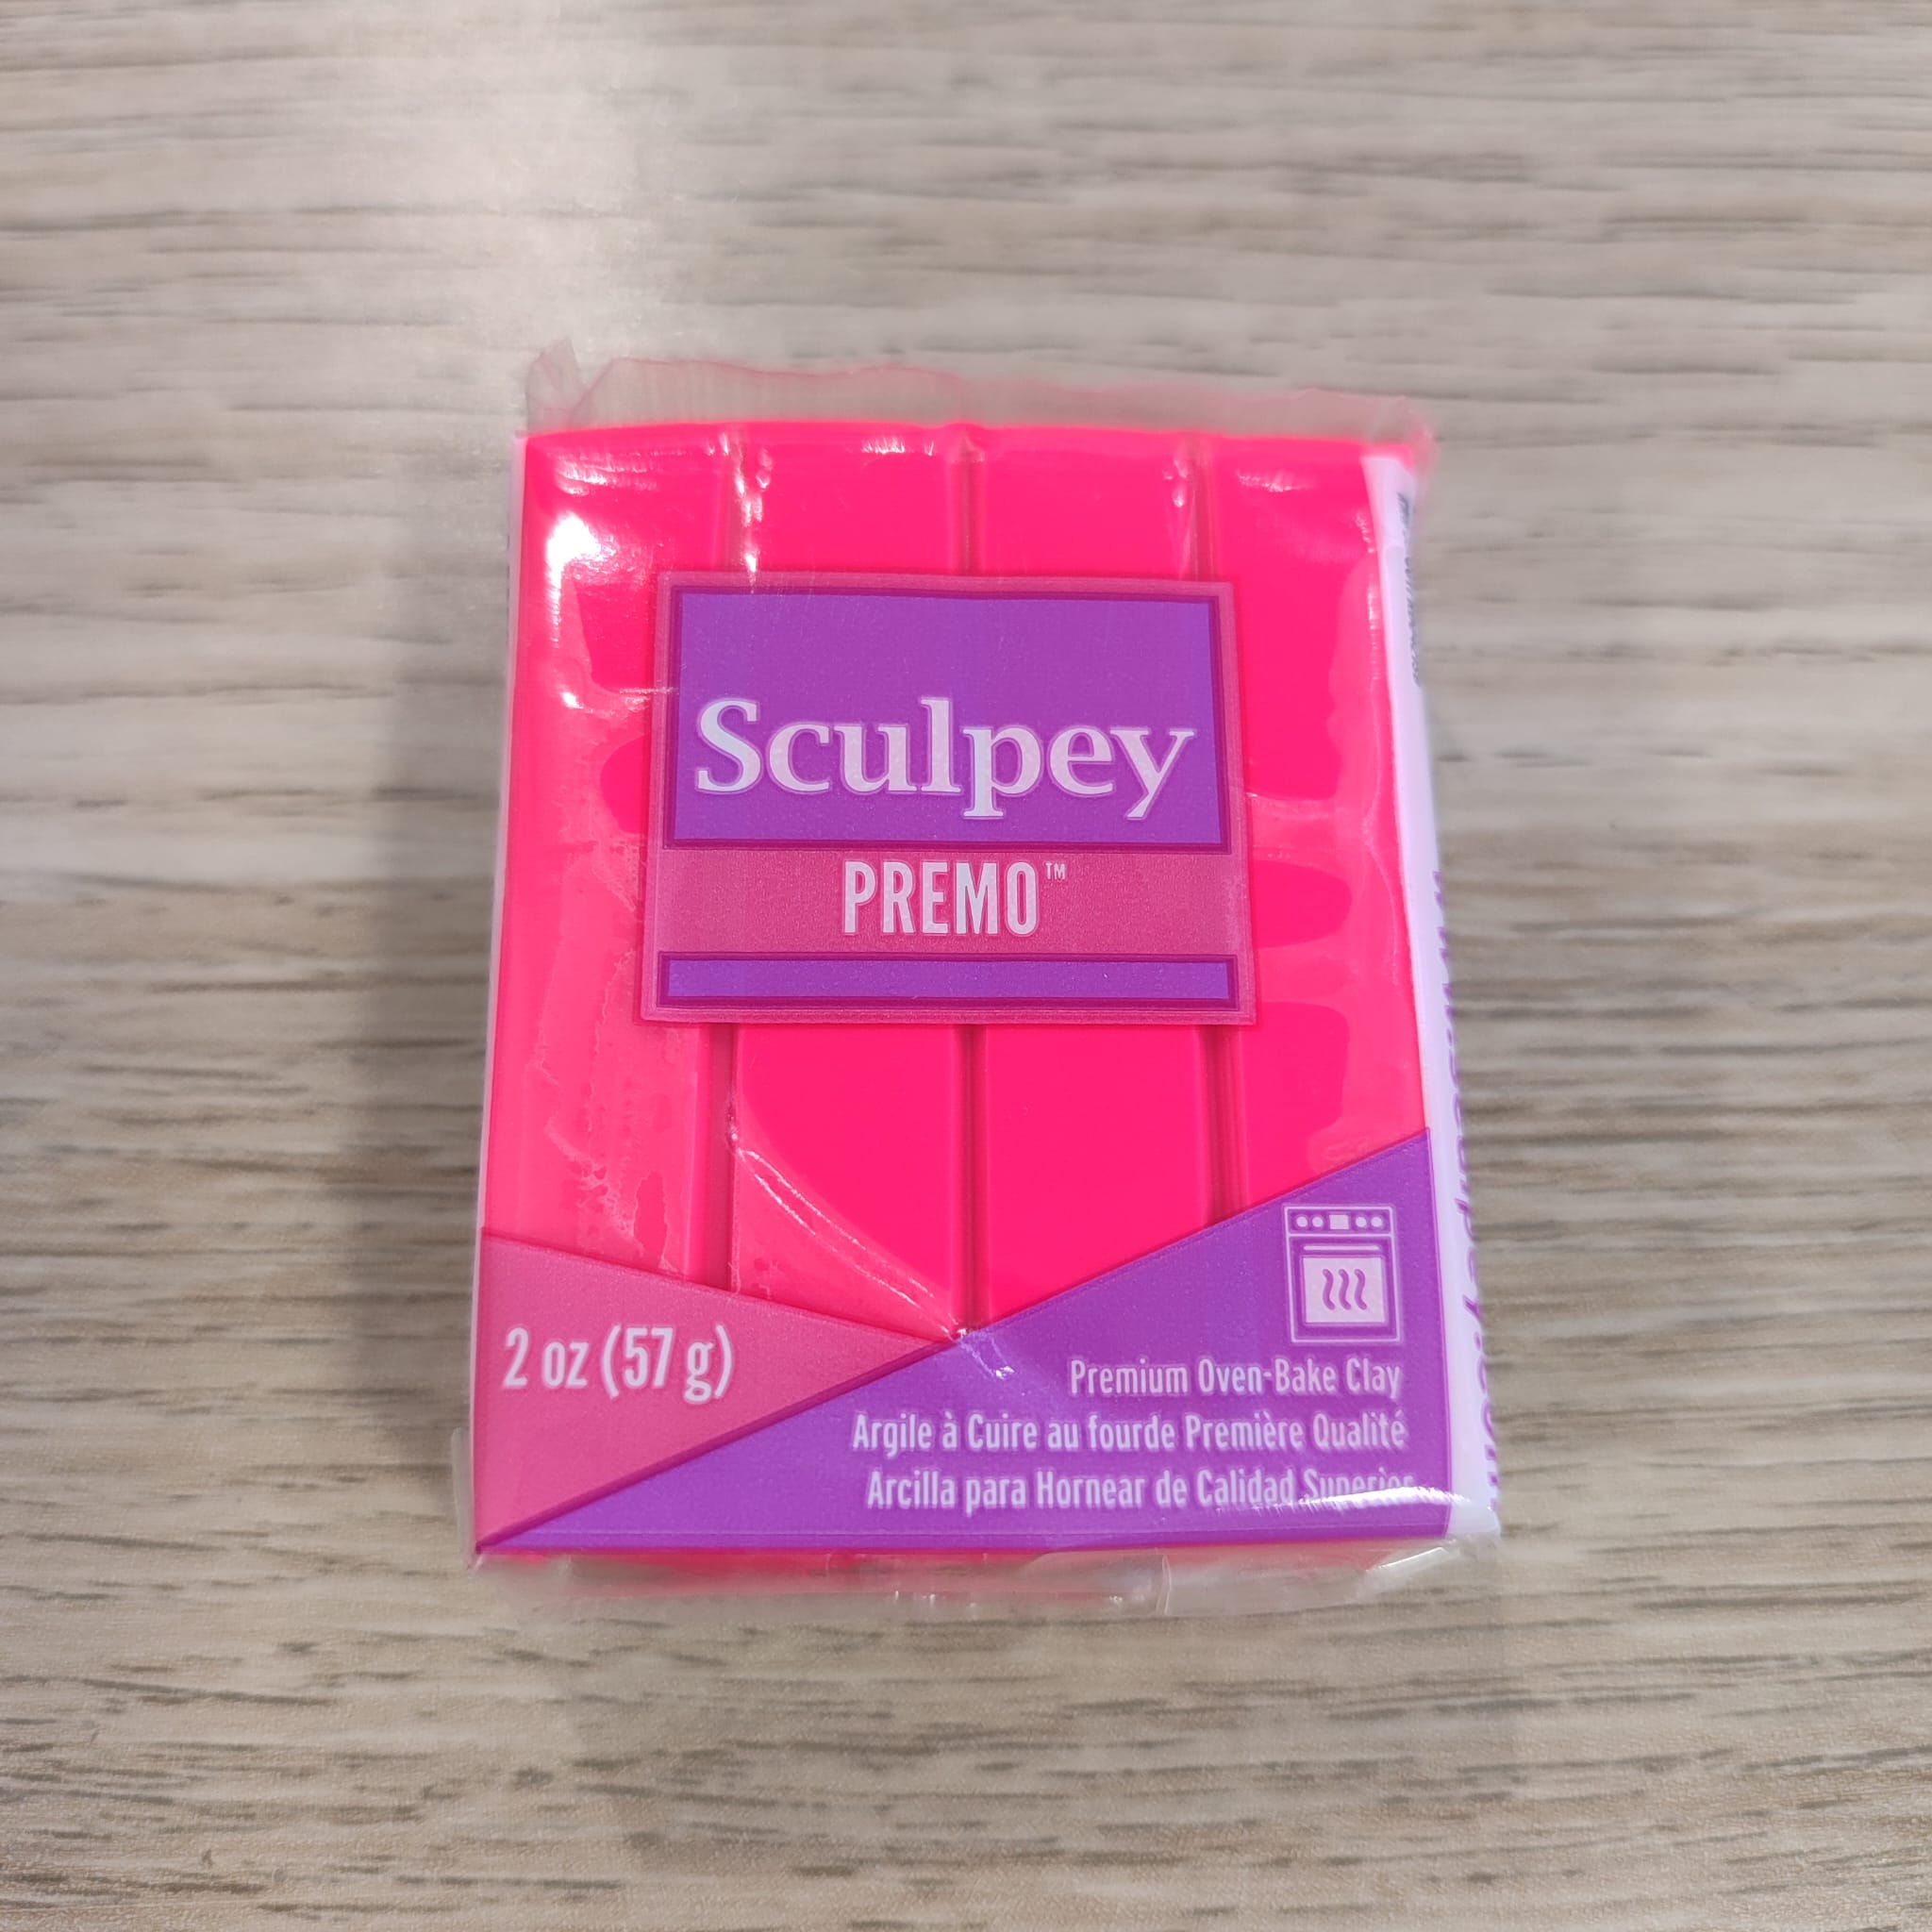 Sculpey
PREMO™
2 oz (57 g)
Premium Oven-Bake Clay
Argile à Cuire au fourde Première Qualité
Arcilla para Hornear de Calidad Superior